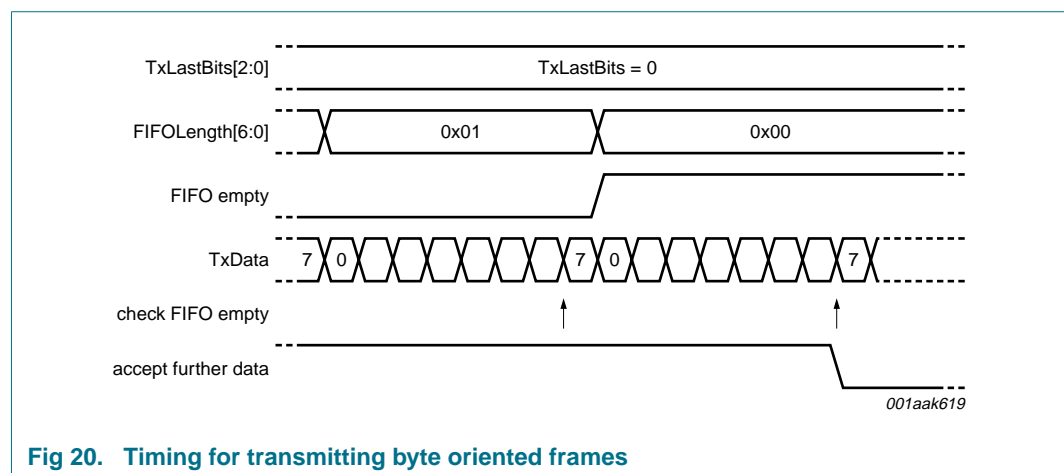 TxLastBits[2:0] TxLastBits = 0
FIFOLength[6:0] 0x01 0x00
FIFO empty
TxData 7 0 7 0 7
check FIFO empty
accept further data
001aak619
Fig 20. Timing for transmitting byte oriented frames